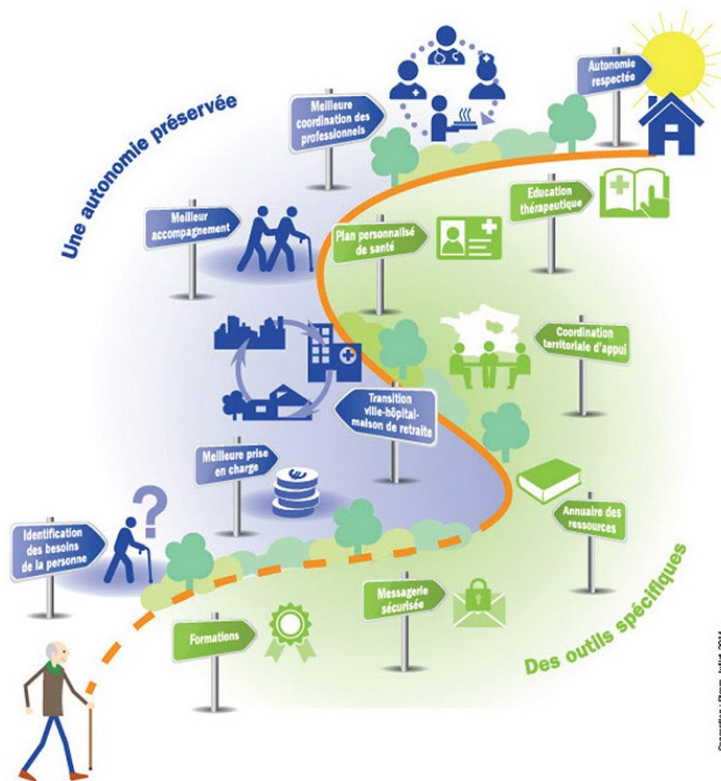 Une autonomie préservée
Meilleure
coordination des
professionnels
Autonomie
respectée
Meilleur
accompagnement
Plan personnalisé
de santé
Education
thérapeutique
Coordination
territoriale d'appui
Transition
ville-hôpital-
maison de retraite
Meilleure prise
en charge
Annuaire des
ressources
Identification
des besoins
de la personne
?
Messagerie
sécurisée
Formations
Des outils spécifiques